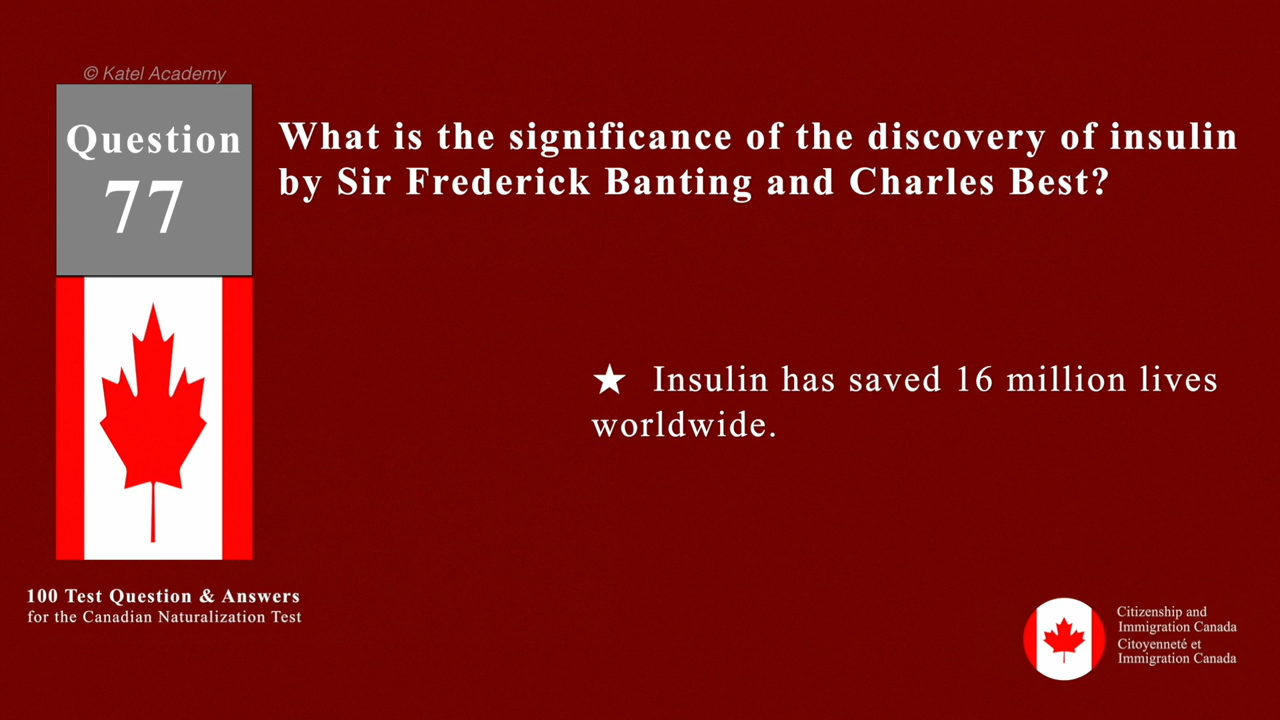 © Katel Academy
Question
77
What is the significance of the discovery of insulin
by Sir Frederick Banting and Charles Best?
★ Insulin has saved 16 million lives
worldwide.
100 Test Question & Answers
for the Canadian Naturalization Test
Citizenship and
Immigration Canada
Citoyenneté et
Immigration Canada